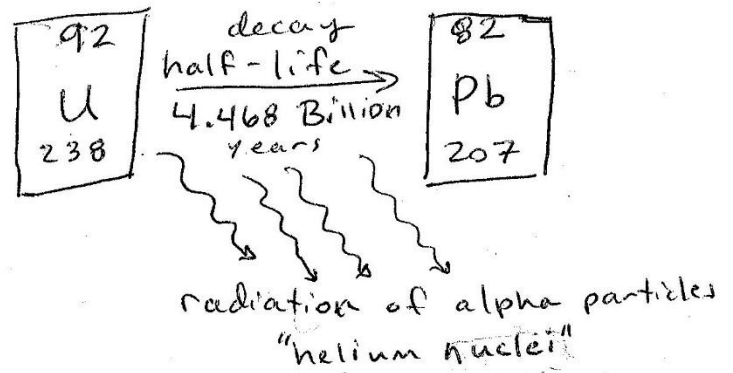 92
U
238
decay
half-life
4.468 Billion
years
82
Pb
207
radiation of alpha particles
"helium nuclei"